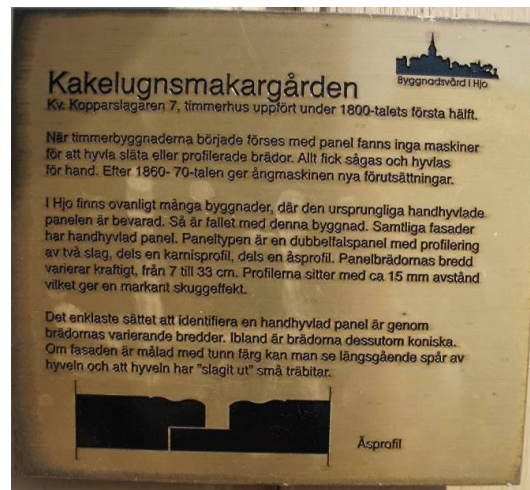 Byggnadsvård i Hjo
Kakelugnsmakargården
Kv. Kopparslagaren 7, timmerhus uppfört under 1800-talets första hälft.
När timmerbyggnaderna började förses med panel fanns inga maskiner
för att hyvla släta eller profilerade brädor. Allt fick sågas och hyvlas
för hand. Efter 1860- 70-talen ger ångmaskinen nya förutsättningar.
I Hjo finns ovanligt många byggnader, där den ursprungliga handhyvlade
panelen är bevarad. Så är fallet med denna byggnad. Samtliga fasader
har handhyvlad panel. Paneltypen är en dubbelfalspanel med profilering
av två slag, dels en karnisprofil, dels en åsprofil. Panelbrädornas bredd
varierar kraftigt, från 7 till 33 cm. Profilerna sitter med ca 15 mm avstånd
vilket ger en markant skuggeffekt.
Det enklaste sättet att identifiera en handhyvlad panel är genom
brädornas varierande bredder. Ibland är brädorna dessutom koniska.
Om fasaden är målad med tunn färg kan man se längsgående spår av
hyveln och att hyveln har "slagit ut" små träbitar.
Åsprofil